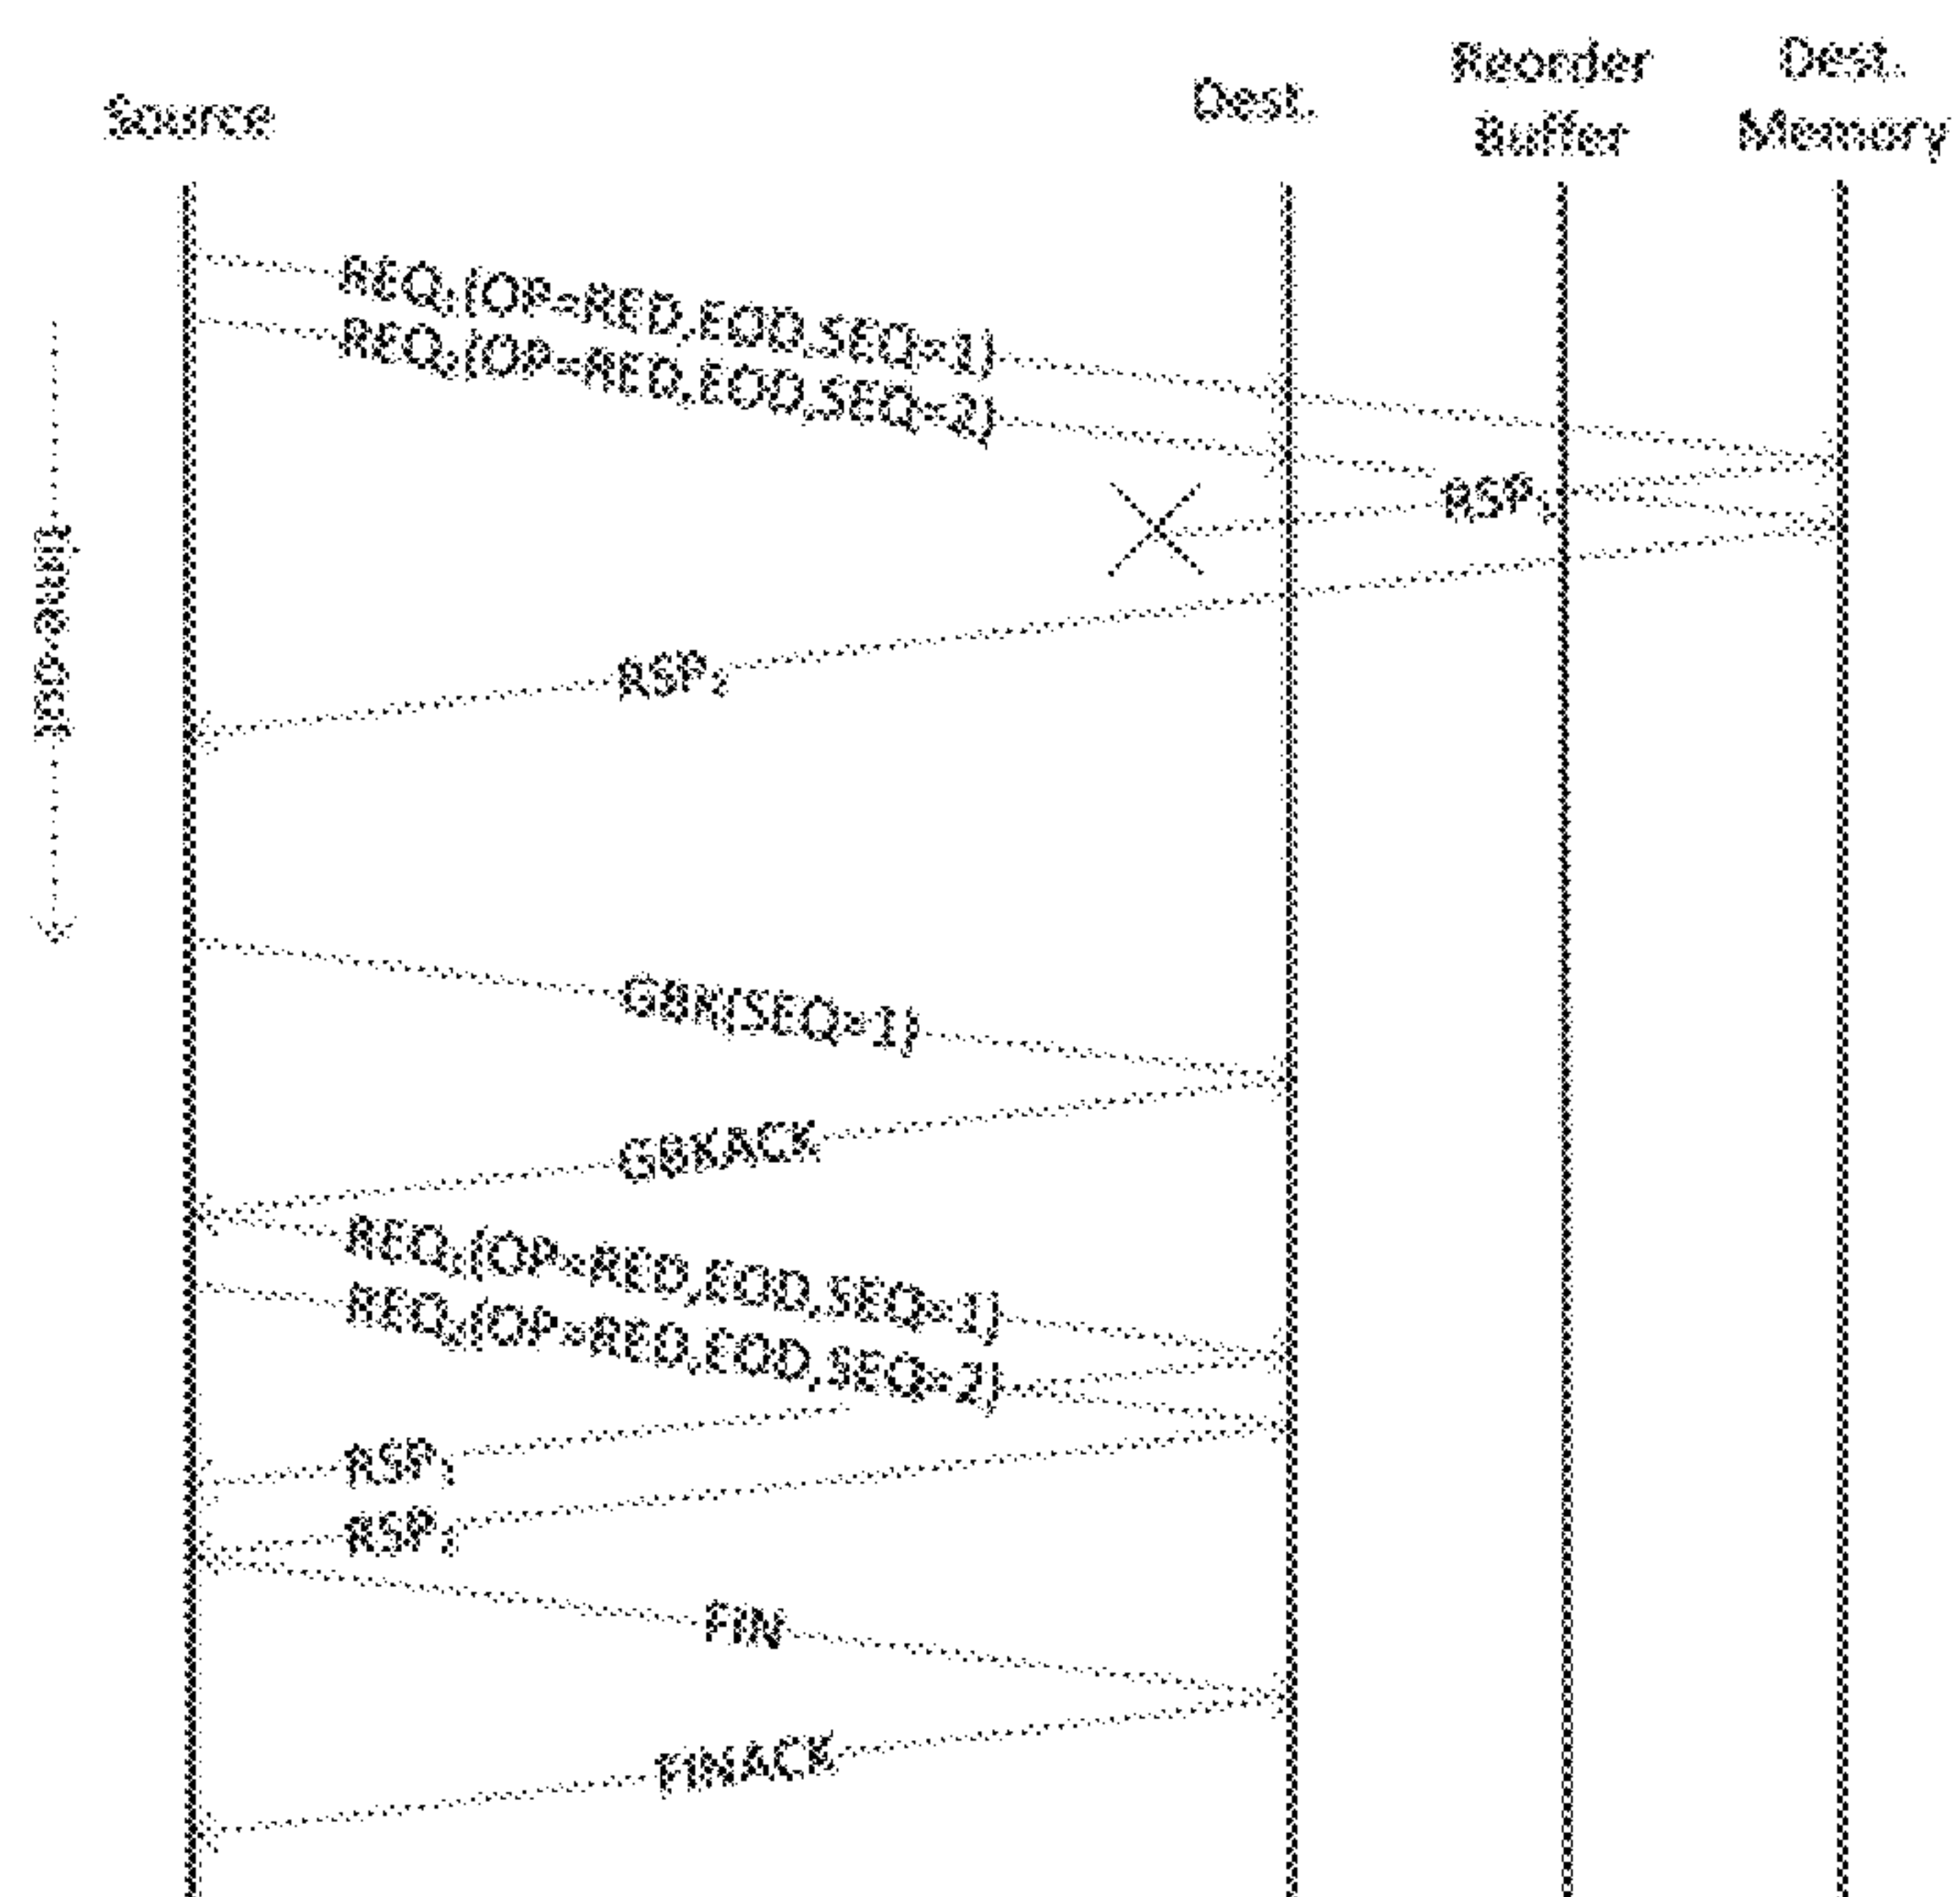 Source
Dest.
Reorder
Buffer
Dest.
Memory
REQ₁(OP=RED,EOD,SEQ=1)
REQ₂(OP=RED,EOD,SEQ=2)
RSP₁
RSP₂
GBN(SEQ=1)
GBNACK
REQ₁(OP=RED,EOD,SEQ=1)
REQ₂(OP=RED,EOD,SEQ=2)
RSP₁
RSP₂
FIN
FINACK